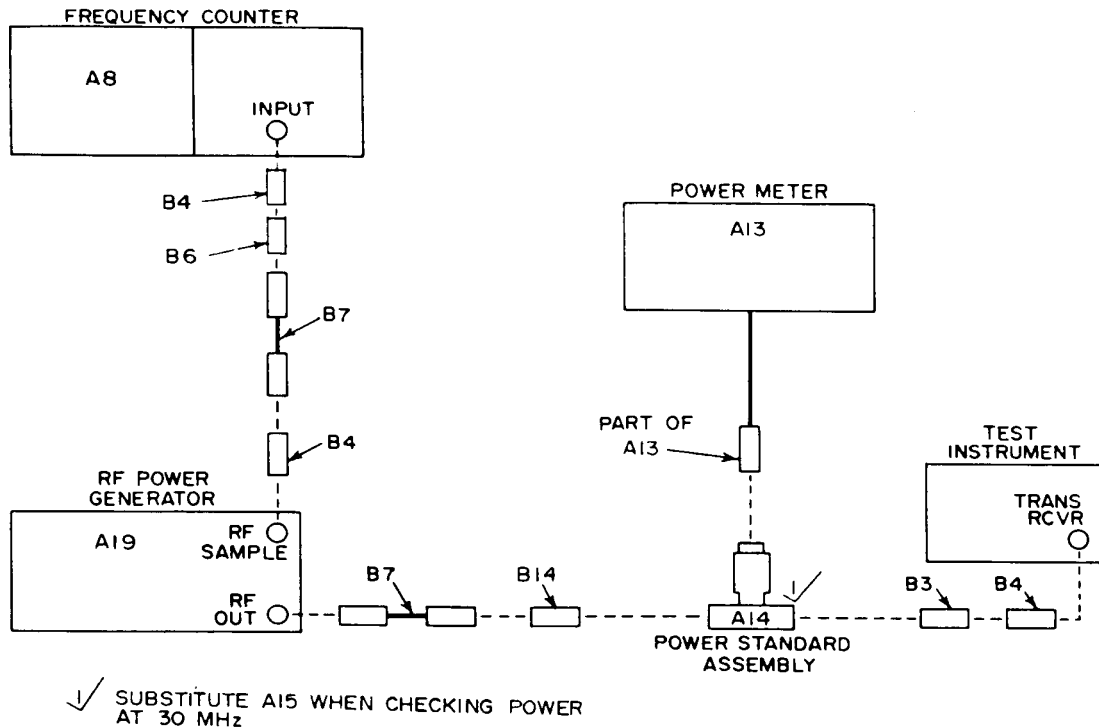 FREQUENCY COUNTER
A8
INPUT
B4
B6
B7
B4
POWER METER
A13
PART OF
A13
TEST
INSTRUMENT
TRANS
RCVR
RF POWER
GENERATOR
A19
RF
SAMPLE
RF
OUT
B7
B14
1
A14
POWER STANDARD
ASSEMBLY
B3
B4
1 SUBSTITUTE A15 WHEN CHECKING POWER
AT 30 MHz